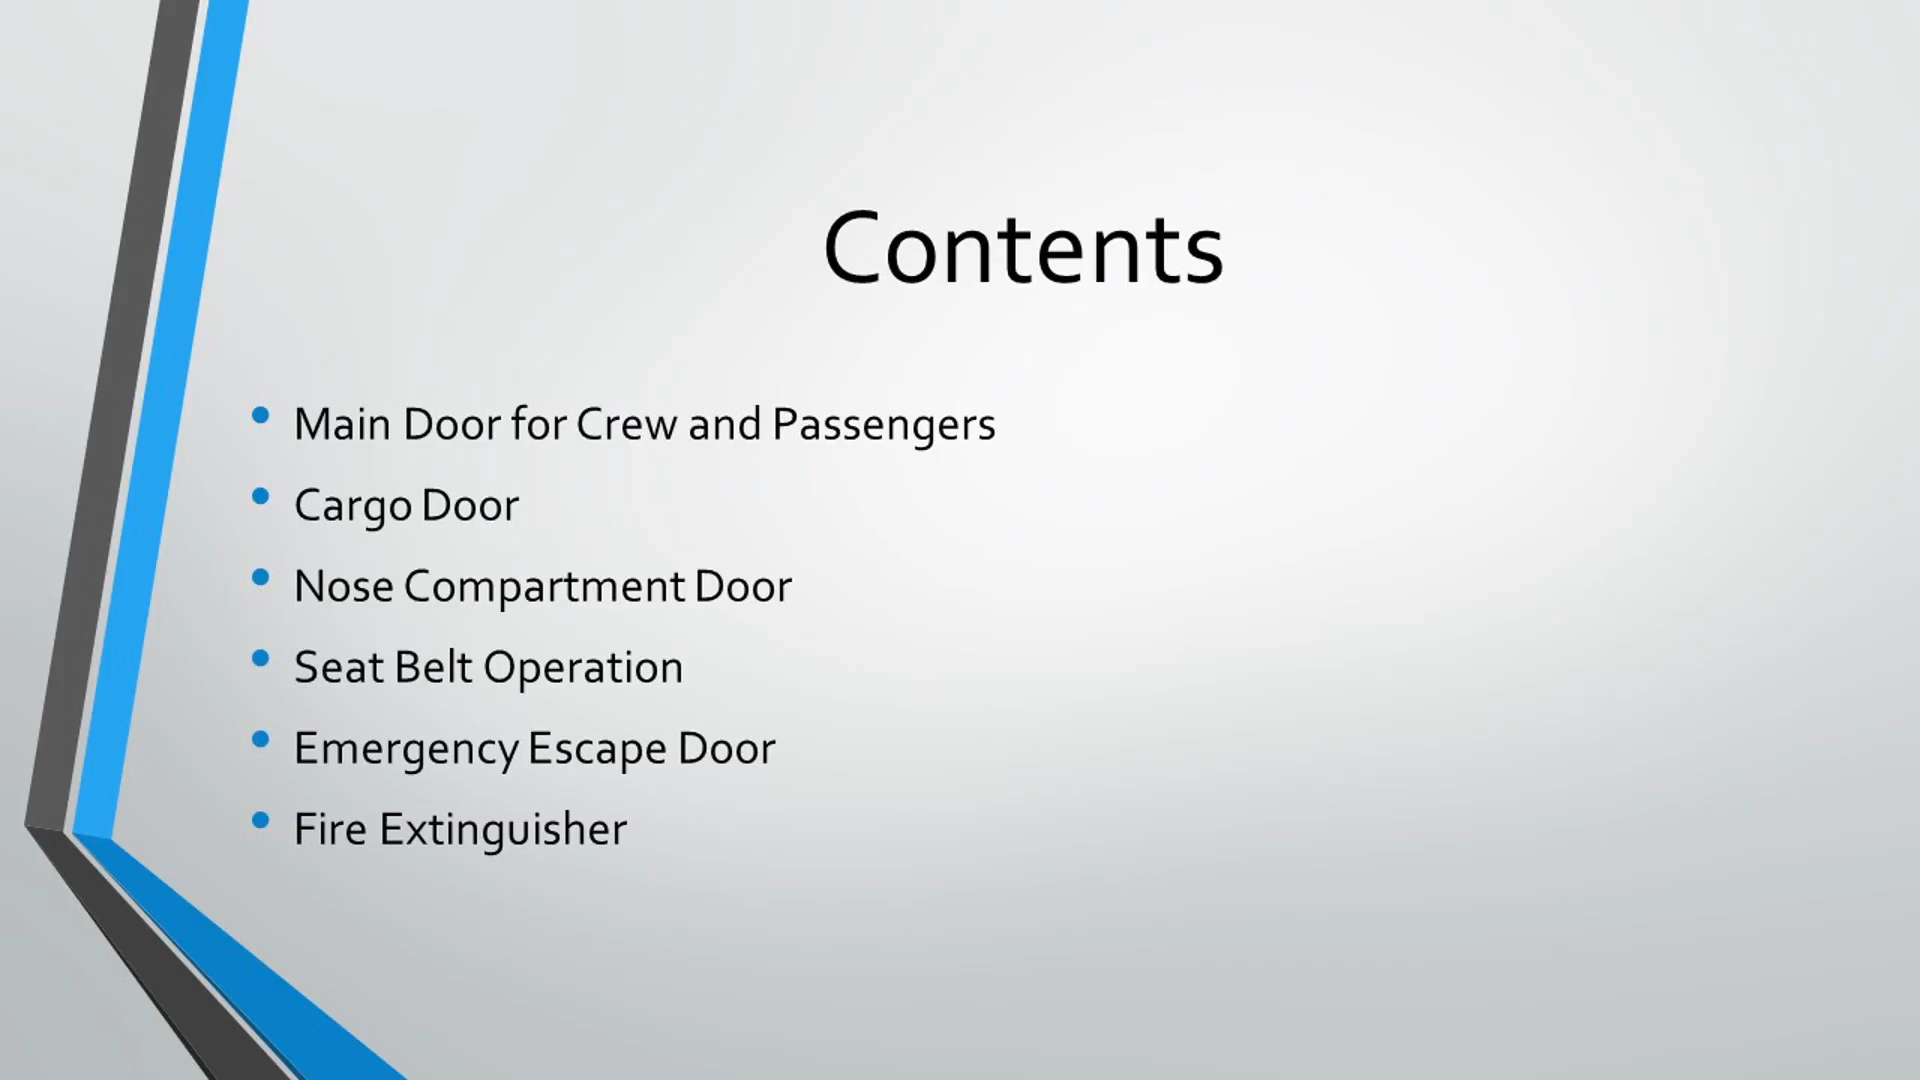 Contents
• Main Door for Crew and Passengers
• Cargo Door
• Nose Compartment Door
• Seat Belt Operation
• Emergency Escape Door
• Fire Extinguisher